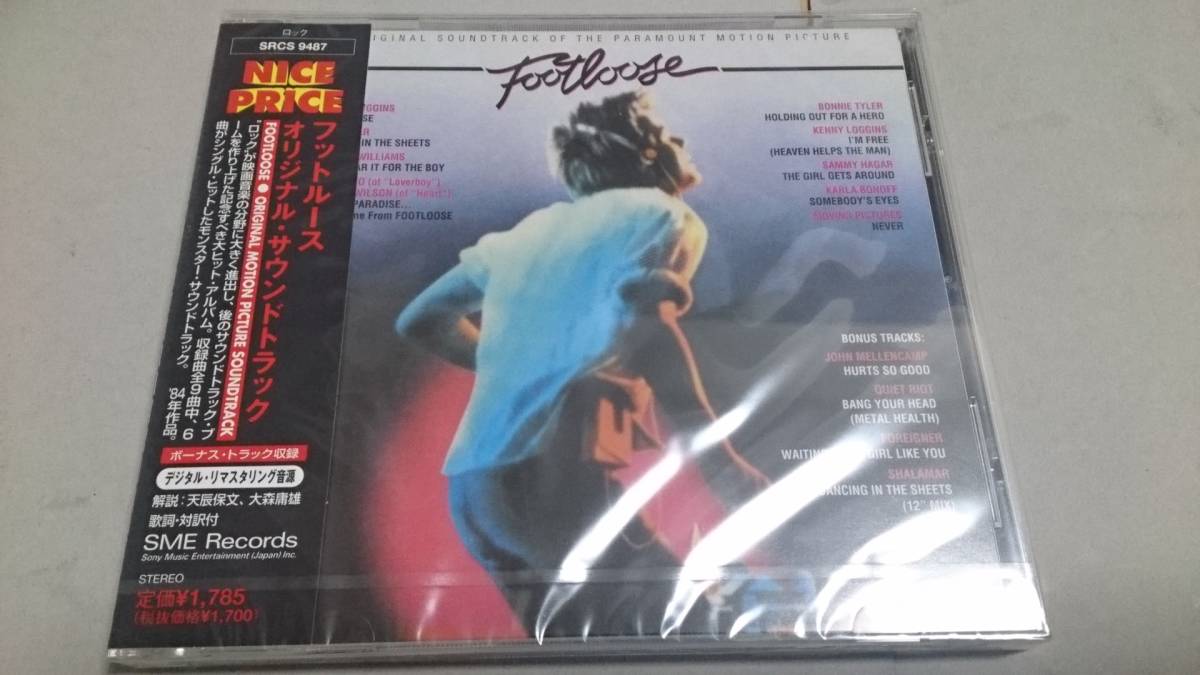 ロック
SRCS 9487
NICE
PRICE
フットルース
オリジナル・サウンドトラック
FOOTLOOSE ● ORIGINAL MOTION PICTURE SOUNDTRACK
"ロック"が映画音楽の分野に大きく進出し、後のサウンドトラック・ブ
ームを作り上げた記念すべき大ヒット・アルバム。収録曲全9曲中、6
曲がシングル・ヒットしたモンスター・サウンドトラック。 '84年作品。
ボーナス・トラック収録
デジタル・リマスタリング音源
解説:天辰保文、大森庸雄
歌詞・対訳付
SME Records
Sony Music Entertainment (Japan) Inc.
STEREO
定価¥1,785
(税抜価格¥1,700)
IGINAL SOUNDTRACK OF THE PARAMOUNT MOTION PICTURE
Footloose
OGGINS
SE
ER
IN THE SHEETS
WILLIAMS
AR IT FOR THE BOY
O (of "Loverboy")
WILSON (of "Heart")
PARADISE...
me From FOOTLOOSE
BONNIE TYLER
HOLDING OUT FOR A HERO
KENNY LOGGINS
I'M FREE
(HEAVEN HELPS THE MAN)
SAMMY HAGAR
THE GIRL GETS AROUND
KARLA BONOFF
SOMEBODY'S EYES
MOVING PICTURES
NEVER
BONUS TRACKS:
JOHN MELLENCAMP
HURTS SO GOOD
QUIET RIOT
BANG YOUR HEAD
(METAL HEALTH)
FOREIGNER
WAITING GIRL LIKE YOU
SHALAMAR
DANCING IN THE SHEETS
(12" MIX)